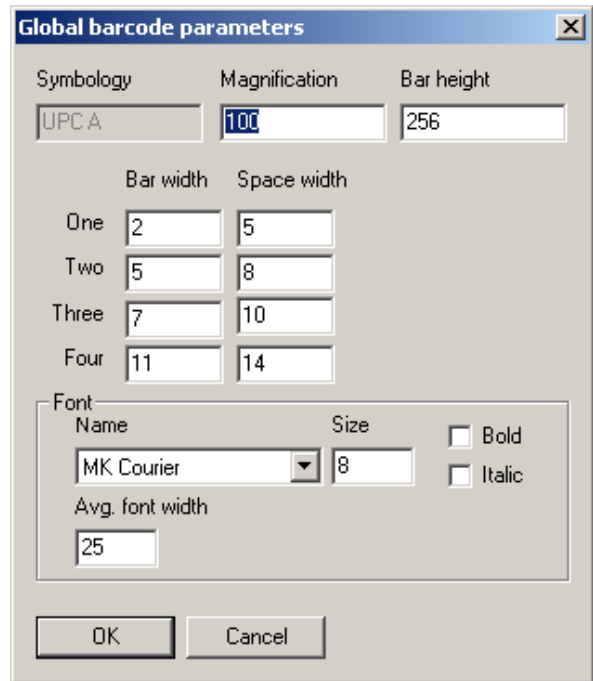 Global barcode parameters
Symbology Magnification Bar height
UPC A 100 256
Bar width Space width
One 2 5
Two 5 8
Three 7 10
Four 11 14
Font
Name Size
Bold
MK Courier 8
Italic
Avg. font width
25
OK Cancel